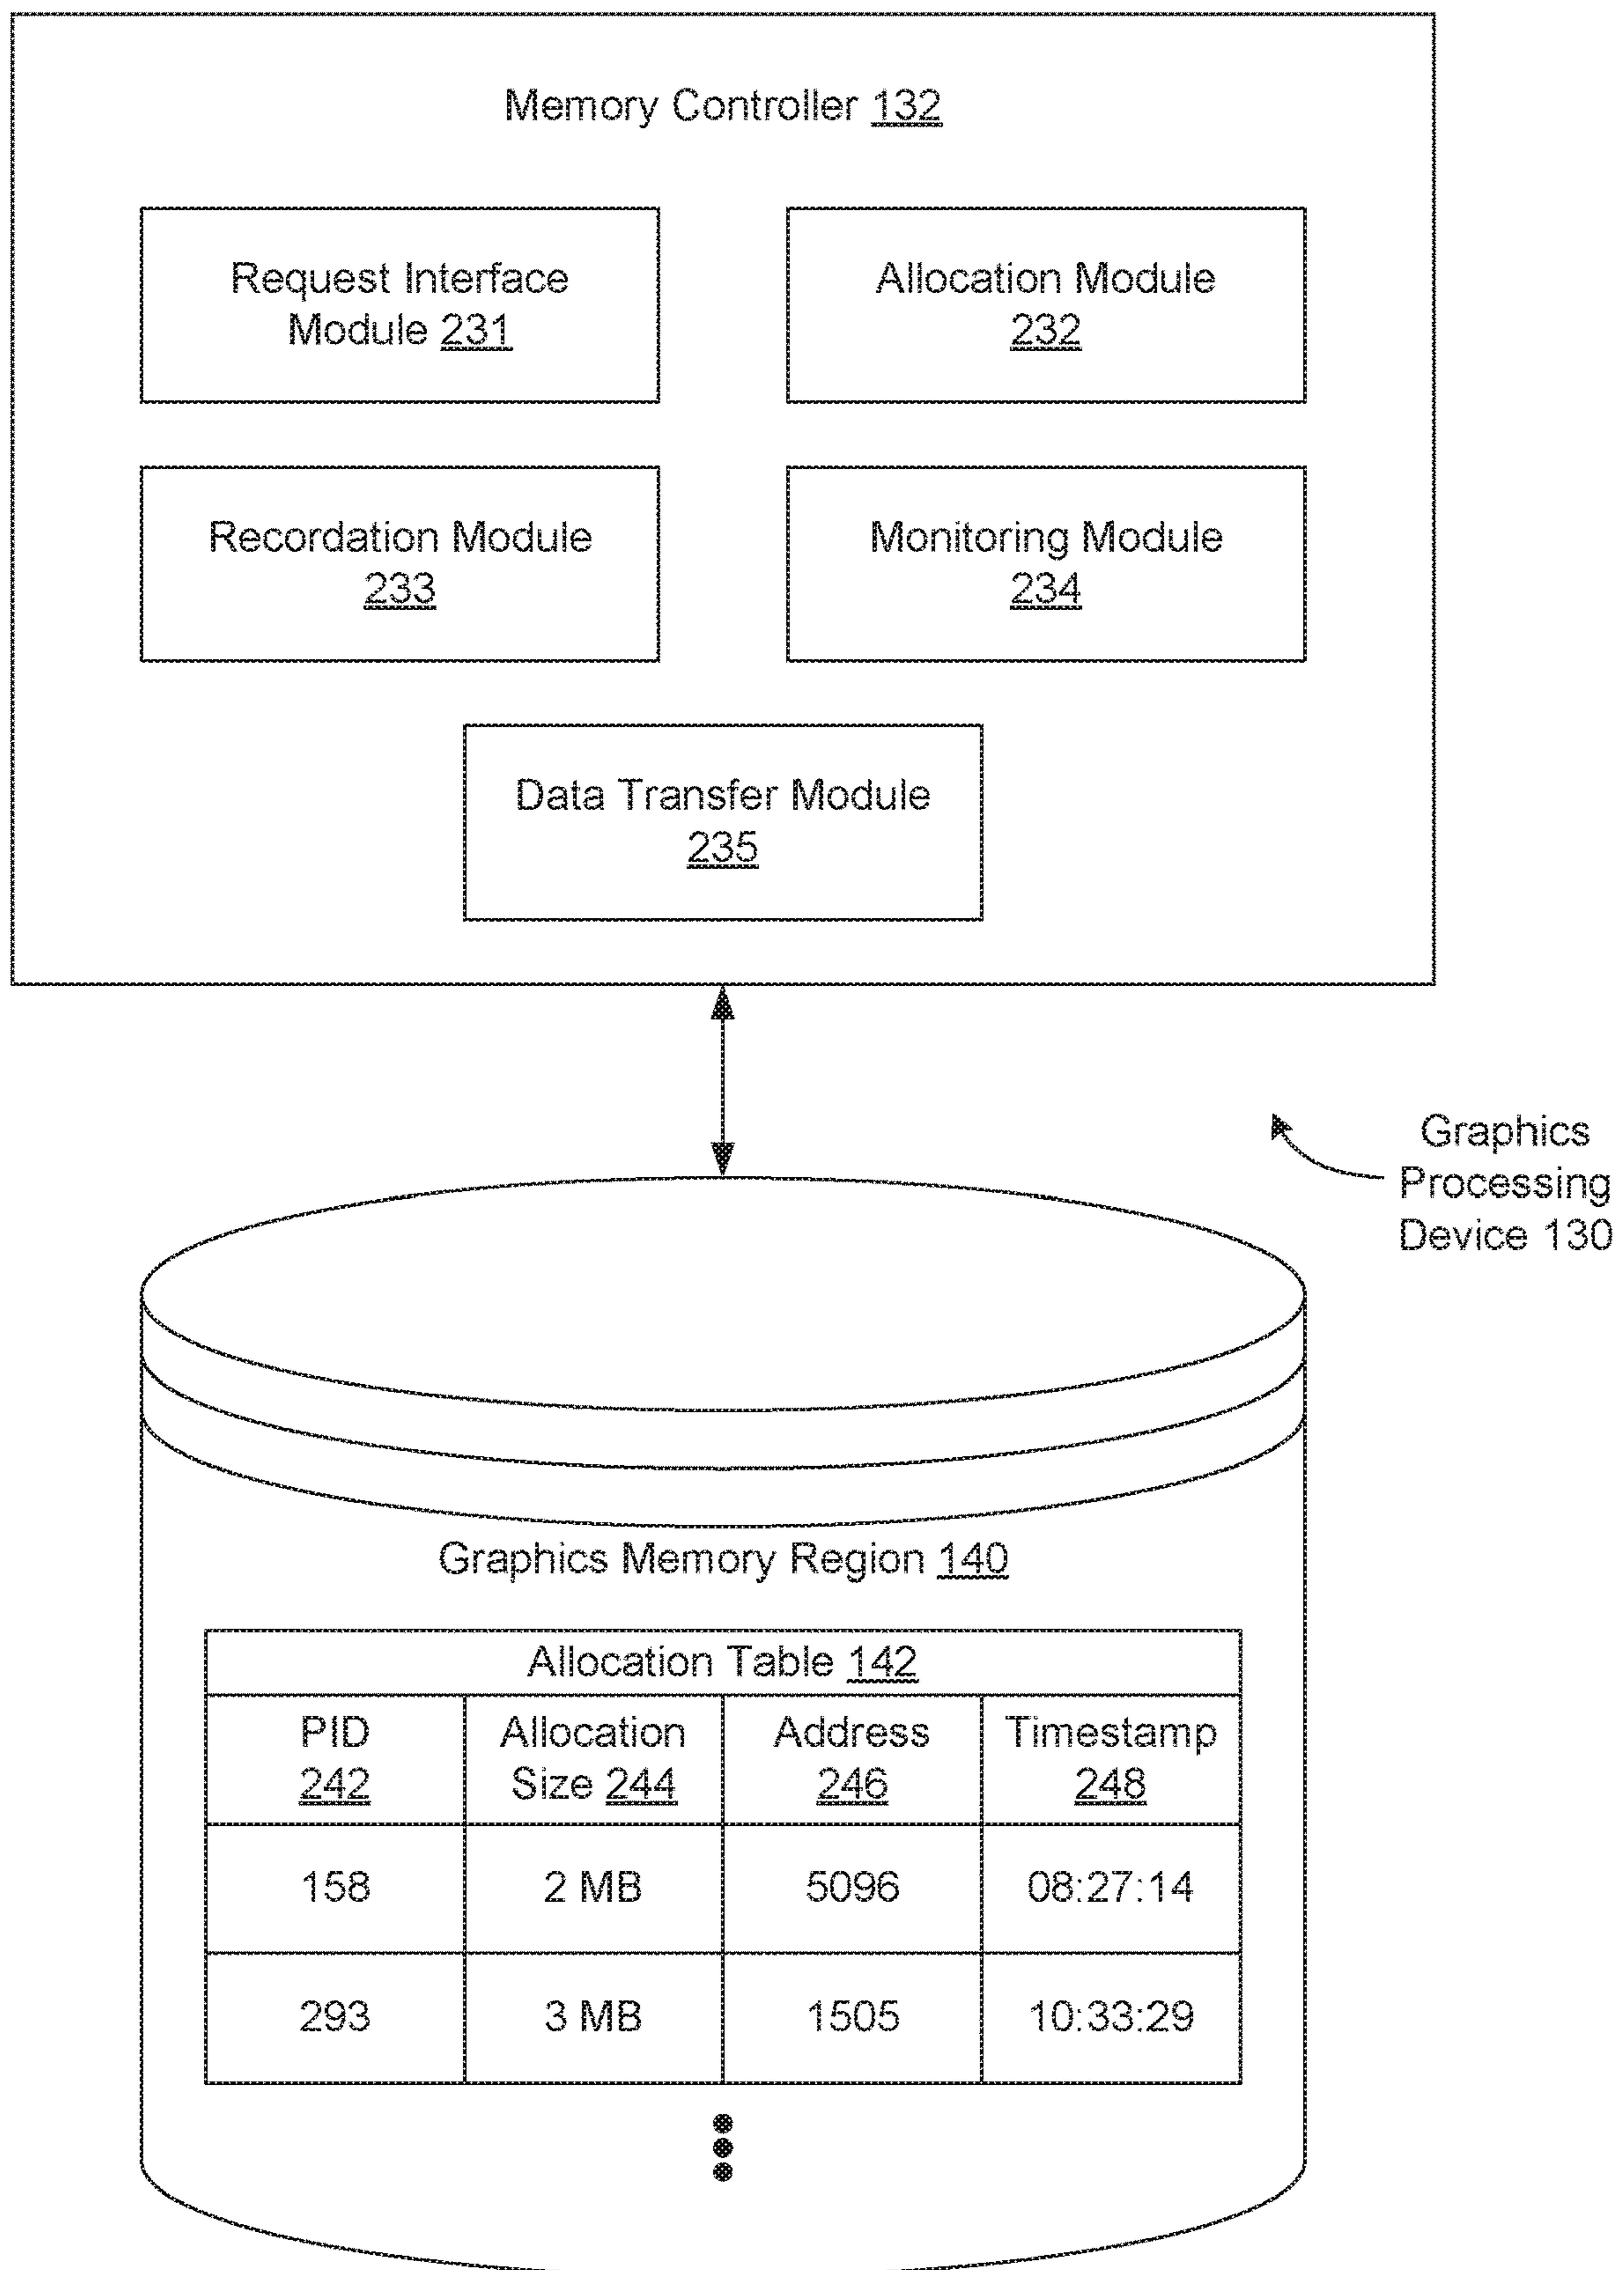 Memory Controller 132
Request Interface
Module 231
Allocation Module
232
Recordation Module
233
Monitoring Module
234
Data Transfer Module
235
Graphics
Processing
Device 130
Graphics Memory Region 140
Allocation Table 142
PID
242
Allocation
Size 244
Address
246
Timestamp
248
158
2 MB
5096
08:27:14
293
3 MB
1505
10:33:29